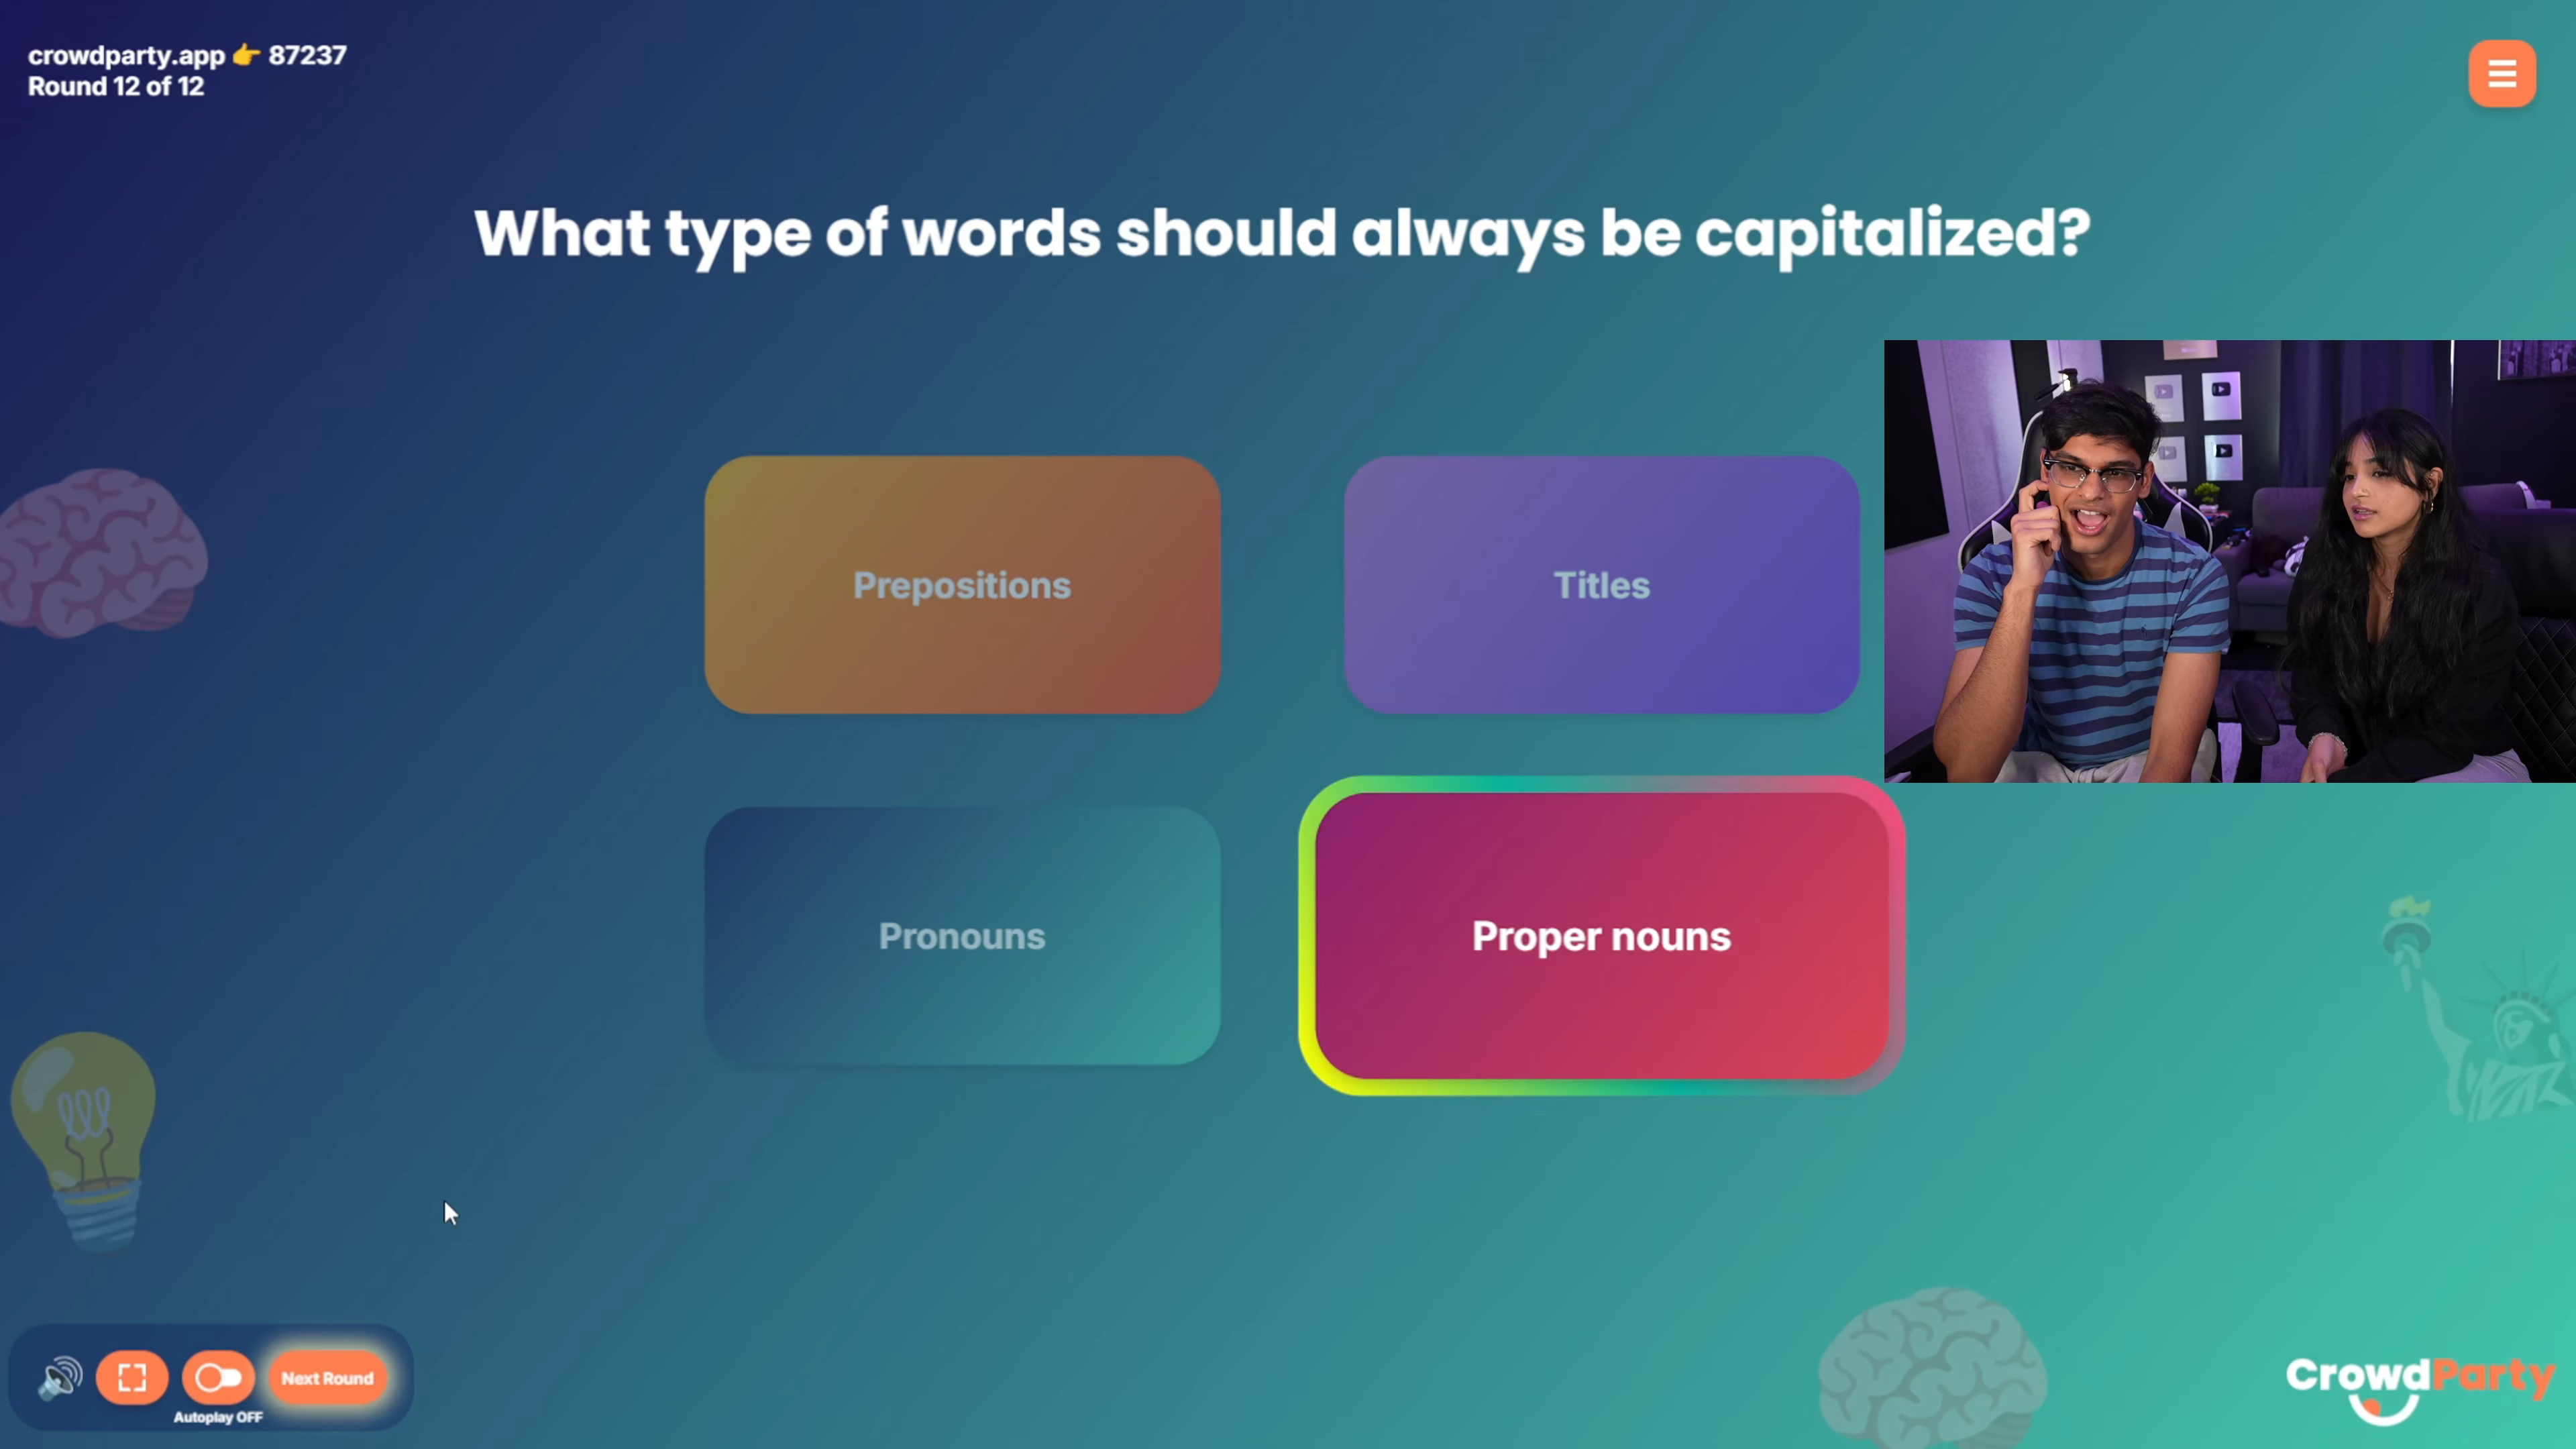 crowdparty.app 👉 87237
Round 12 of 12
What type of words should always be capitalized?
Prepositions
Titles
Pronouns
Proper nouns
Next Round
Autoplay OFF
CrowdParty